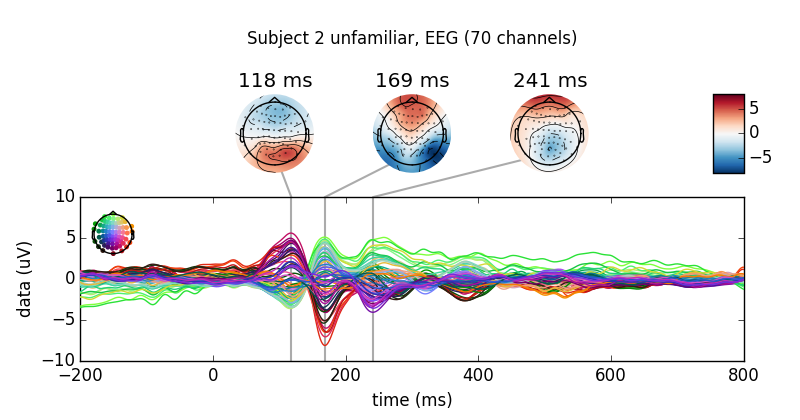 Subject 2 unfamiliar, EEG (70 channels)
118 ms
169 ms
241 ms
5
0
−5
10
5
0
−5
−10
data (uV)
−200
0
200
400
600
800
time (ms)